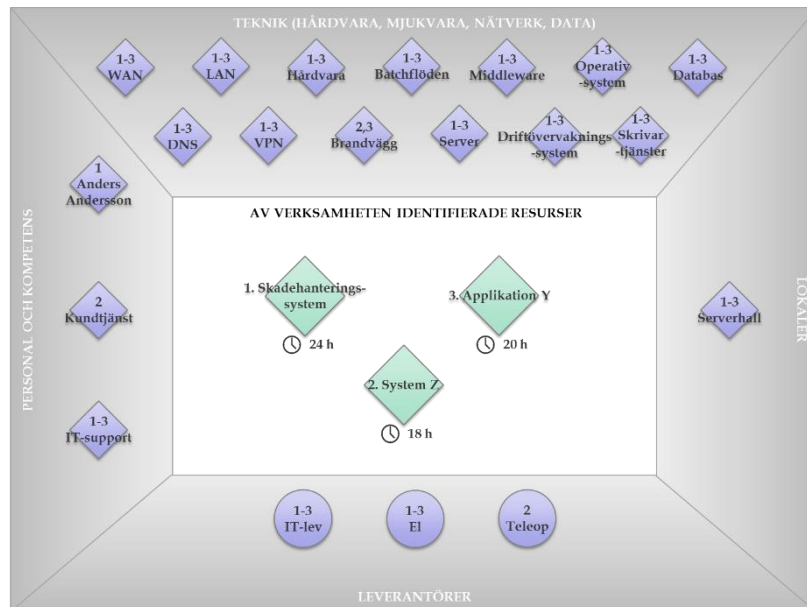 TEKNIK (HÅRDVARA, MJUKVARA, NÄTVERK, DATA)
1-3
WAN
1-3
LAN
1-3
Hårdvara
1-3
Batchflöden
1-3
Middleware
1-3
Operativ
-system
1-3
Databas
1-3
DNS
1-3
VPN
2,3
Brandvägg
1-3
Server
1-3
Driftövervaknings
-system
1-3
Skrivar
-tjänster
PERSONAL OCH KOMPETENS
1
Anders
Andersson
2
Kundtjänst
1-3
IT-support
AV VERKSAMHETEN IDENTIFIERADE RESURSER
1. Skadehanterings-
system
24 h
3. Applikation Y
20 h
2. System Z
18 h
LOKALER
1-3
Serverhall
1-3
IT-lev
1-3
El
2
Teleop
LEVERANTÖRER